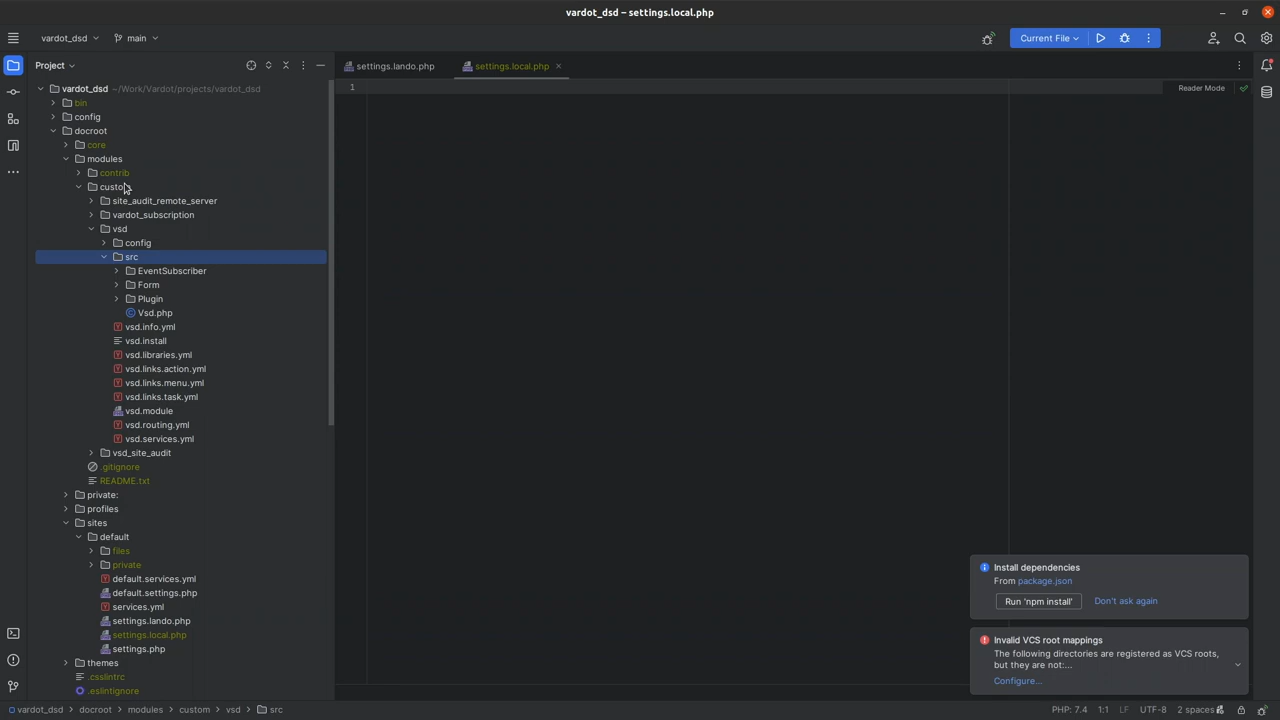 vardot_dsd – settings.local.php
vardot_dsd
main
Current File
Project
settings.lando.php
settings.local.php
1
Reader Mode
vardot_dsd ~/Work/Vardot/projects/vardot_dsd
bin
config
docroot
core
modules
contrib
custom
site_audit_remote_server
vardot_subscription
vsd
config
src
EventSubscriber
Form
Plugin
Vsd.php
vsd.info.yml
vsd.install
vsd.libraries.yml
vsd.links.action.yml
vsd.links.menu.yml
vsd.links.task.yml
vsd.module
vsd.routing.yml
vsd.services.yml
vsd_site_audit
.gitignore
README.txt
private:
profiles
sites
default
files
private
default.services.yml
default.settings.php
services.yml
settings.lando.php
settings.local.php
settings.php
themes
.csslintrc
.eslintignore
Install dependencies
From package.json
Run 'npm install'
Don't ask again
Invalid VCS root mappings
The following directories are registered as VCS roots,
but they are not:...
Configure...
vardot_dsd > docroot > modules > custom > vsd > src
PHP: 7.4
1:1
LF
UTF-8
2 spaces